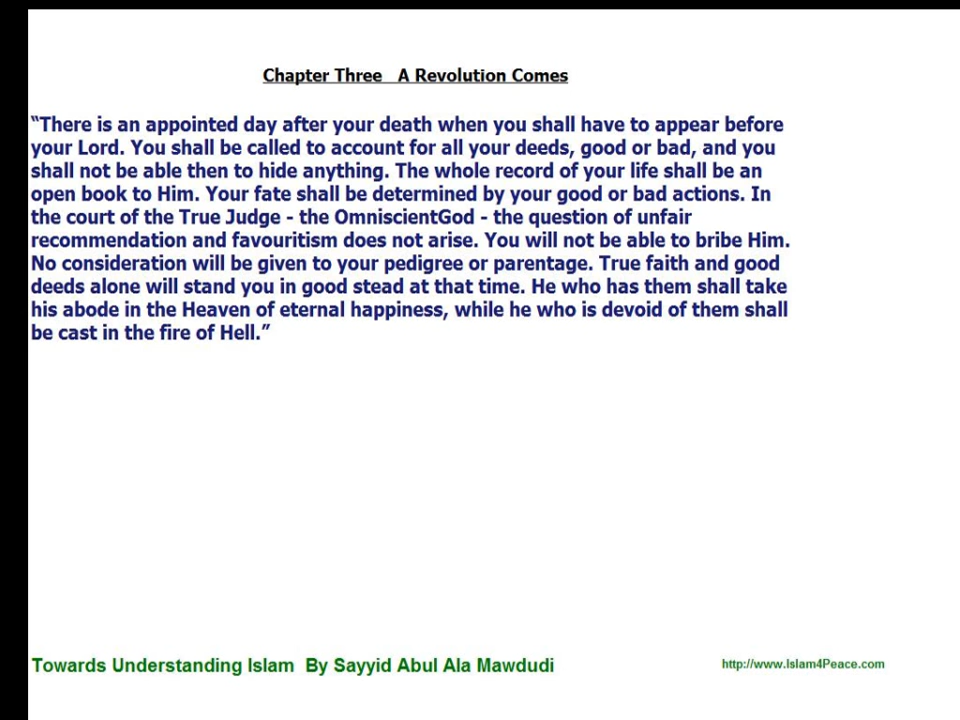 Chapter Three   A Revolution Comes
“There is an appointed day after your death when you shall have to appear before
your Lord. You shall be called to account for all your deeds, good or bad, and you
shall not be able then to hide anything. The whole record of your life shall be an
open book to Him. Your fate shall be determined by your good or bad actions. In
the court of the True Judge - the OmniscientGod - the question of unfair
recommendation and favouritism does not arise. You will not be able to bribe Him.
No consideration will be given to your pedigree or parentage. True faith and good
deeds alone will stand you in good stead at that time. He who has them shall take
his abode in the Heaven of eternal happiness, while he who is devoid of them shall
be cast in the fire of Hell.”
Towards Understanding Islam  By Sayyid Abul Ala Mawdudi
http://www.Islam4Peace.com